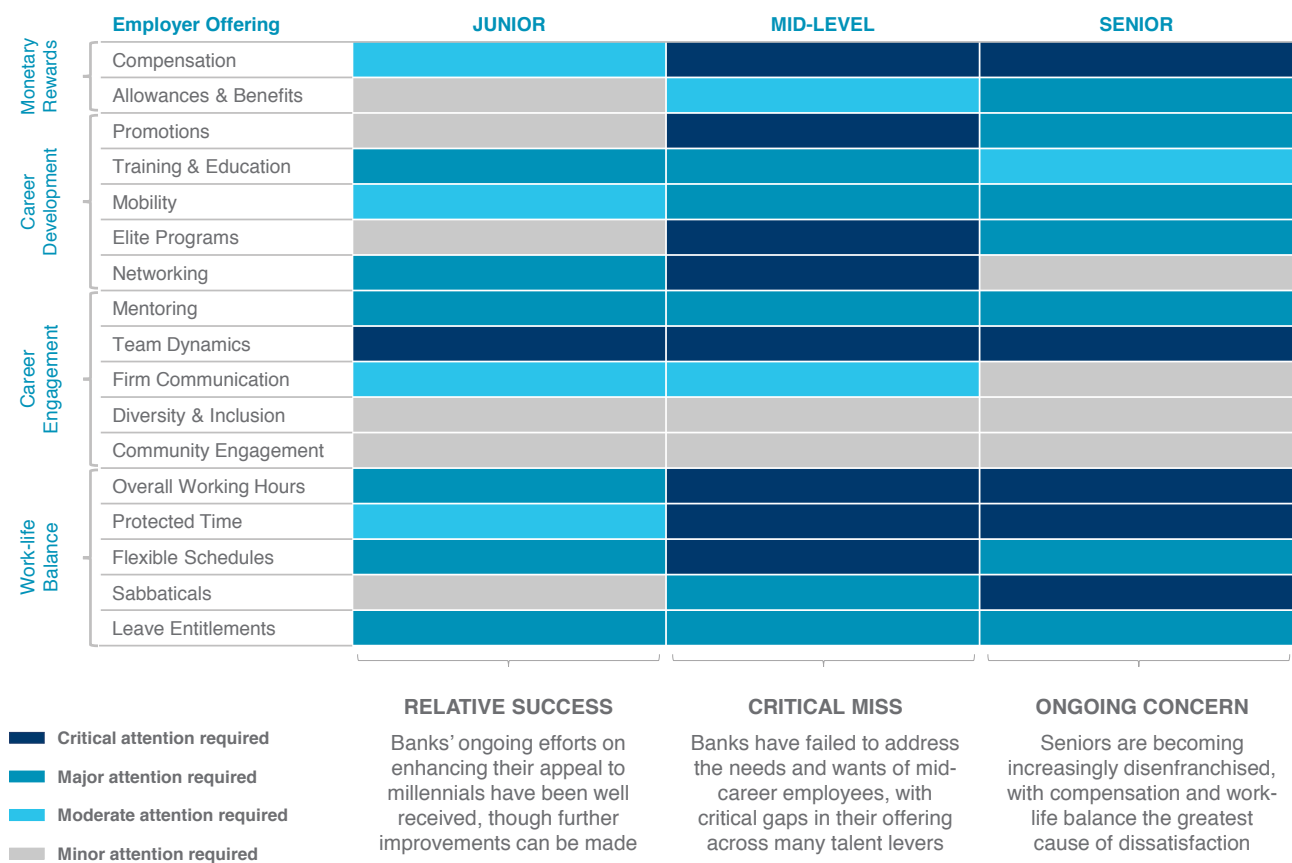 Employer Offering JUNIOR MID-LEVEL SENIOR
Monetary
Rewards
Compensation
Allowances & Benefits
Career
Development
Promotions
Training & Education
Mobility
Elite Programs
Networking
Career
Engagement
Mentoring
Team Dynamics
Firm Communication
Diversity & Inclusion
Community Engagement
Work-life
Balance
Overall Working Hours
Protected Time
Flexible Schedules
Sabbaticals
Leave Entitlements
Critical attention required
Major attention required
Moderate attention required
Minor attention required
RELATIVE SUCCESS
Banks' ongoing efforts on
enhancing their appeal to
millennials have been well
received, though further
improvements can be made
CRITICAL MISS
Banks have failed to address
the needs and wants of mid-
career employees, with
critical gaps in their offering
across many talent levers
ONGOING CONCERN
Seniors are becoming
increasingly disenfranchised,
with compensation and work-
life balance the greatest
cause of dissatisfaction